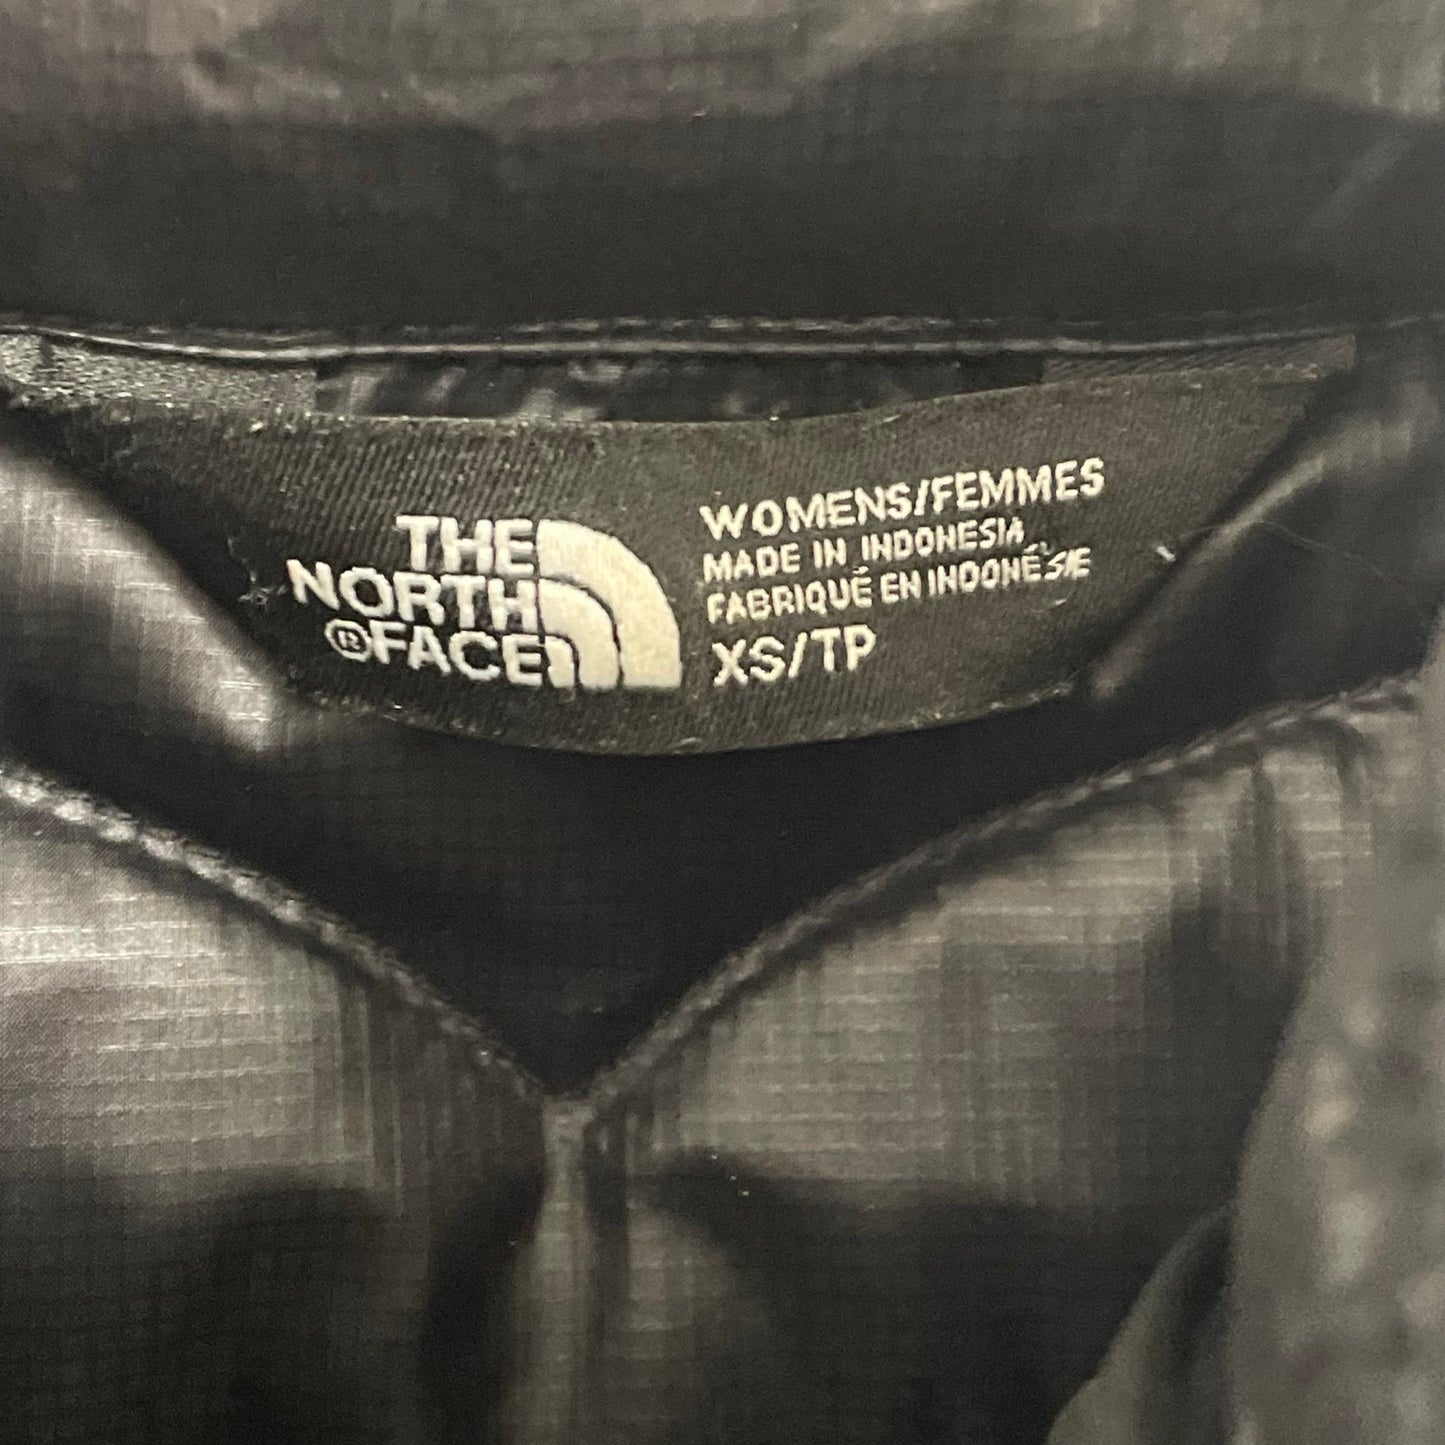 THE
NORTH
®FACE
WOMENS/FEMMES
MADE IN INDONESIA
FABRIQUÉ EN INDONÉSIE
XS/TP